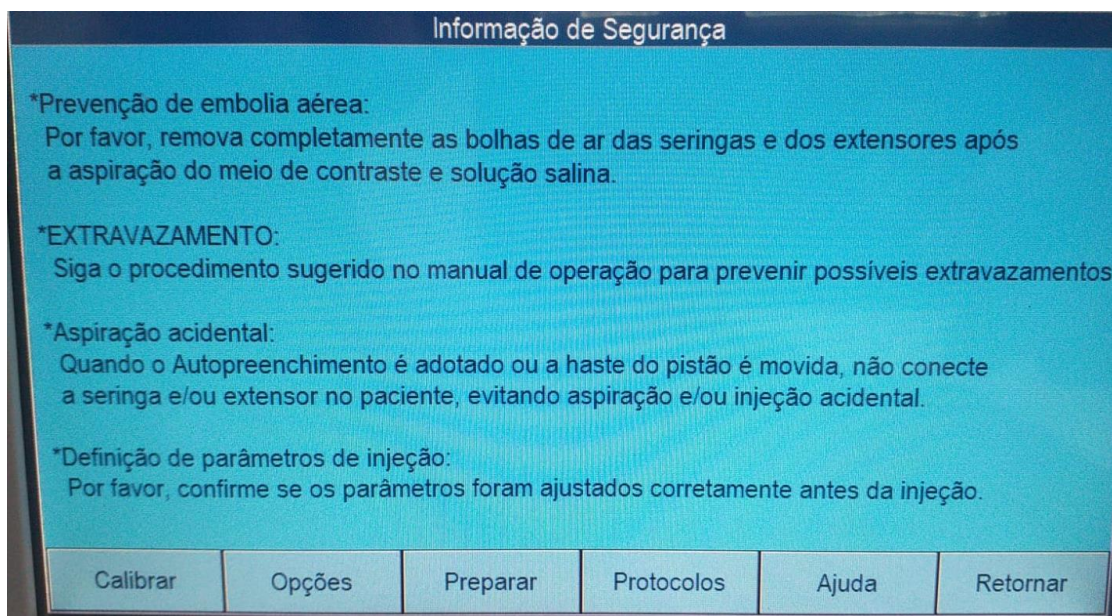 Informação de Segurança
*Prevenção de embolia aérea:
Por favor, remova completamente as bolhas de ar das seringas e dos extensores após
a aspiração do meio de contraste e solução salina.
*EXTRAVAZAMENTO:
Siga o procedimento sugerido no manual de operação para prevenir possíveis extravazamentos
*Aspiração acidental:
Quando o Autopreenchimento é adotado ou a haste do pistão é movida, não conecte
a seringa e/ou extensor no paciente, evitando aspiração e/ou injeção acidental.
*Definição de parâmetros de injeção:
Por favor, confirme se os parâmetros foram ajustados corretamente antes da injeção.
Calibrar Opções Preparar Protocolos Ajuda Retornar